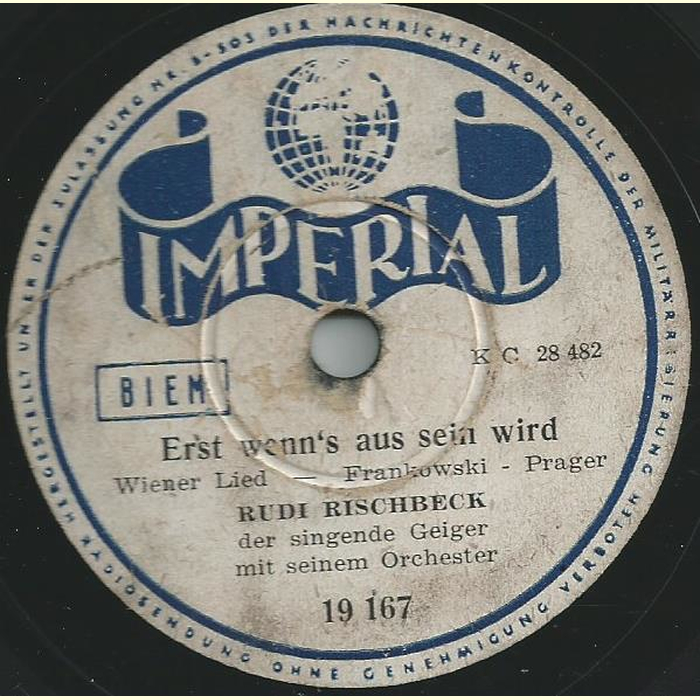 HERGESTELLT UNTER DER ZULASSUNG NR. B-503 DER NACHRICHTENKONTROLLE DER MILITÄRREGIERUNG
RADIOSENDUNG OHNE GENEHMIGUNG VERBOTEN
IMPERIAL
K C 28 482
BIEM
Erst wenn's aus sein wird
Wiener Lied — Frankowski - Prager
RUDI RISCHBECK
der singende Geiger
mit seinem Orchester
19 167